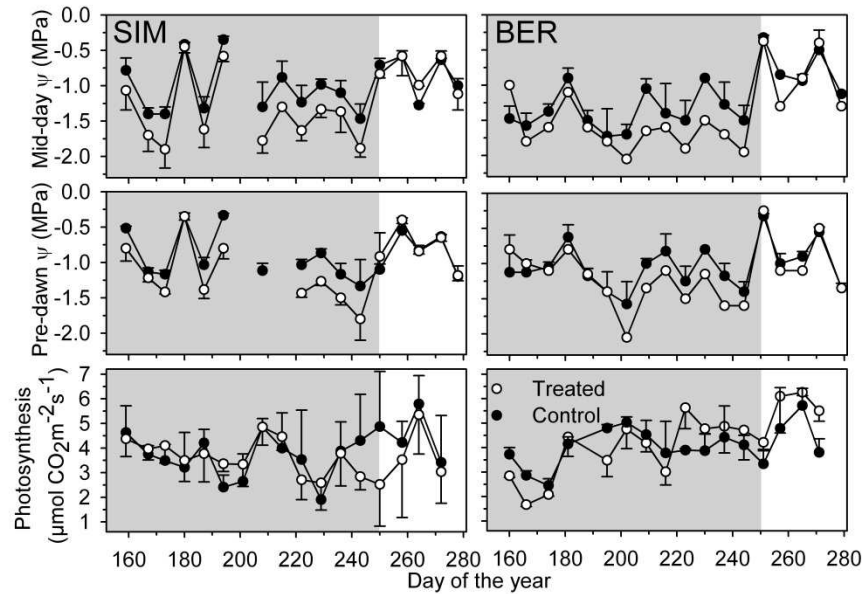 SIM
BER
Mid-day ψ (MPa)
0.0
-0.5
-1.0
-1.5
-2.0
Pre-dawn ψ (MPa)
0.0
-0.5
-1.0
-1.5
-2.0
Photosynthesis
(μmol CO₂m⁻²s⁻¹)
7
6
5
4
3
2
1
Treated
Control
160 180 200 220 240 260 280
160 180 200 220 240 260 280
Day of the year